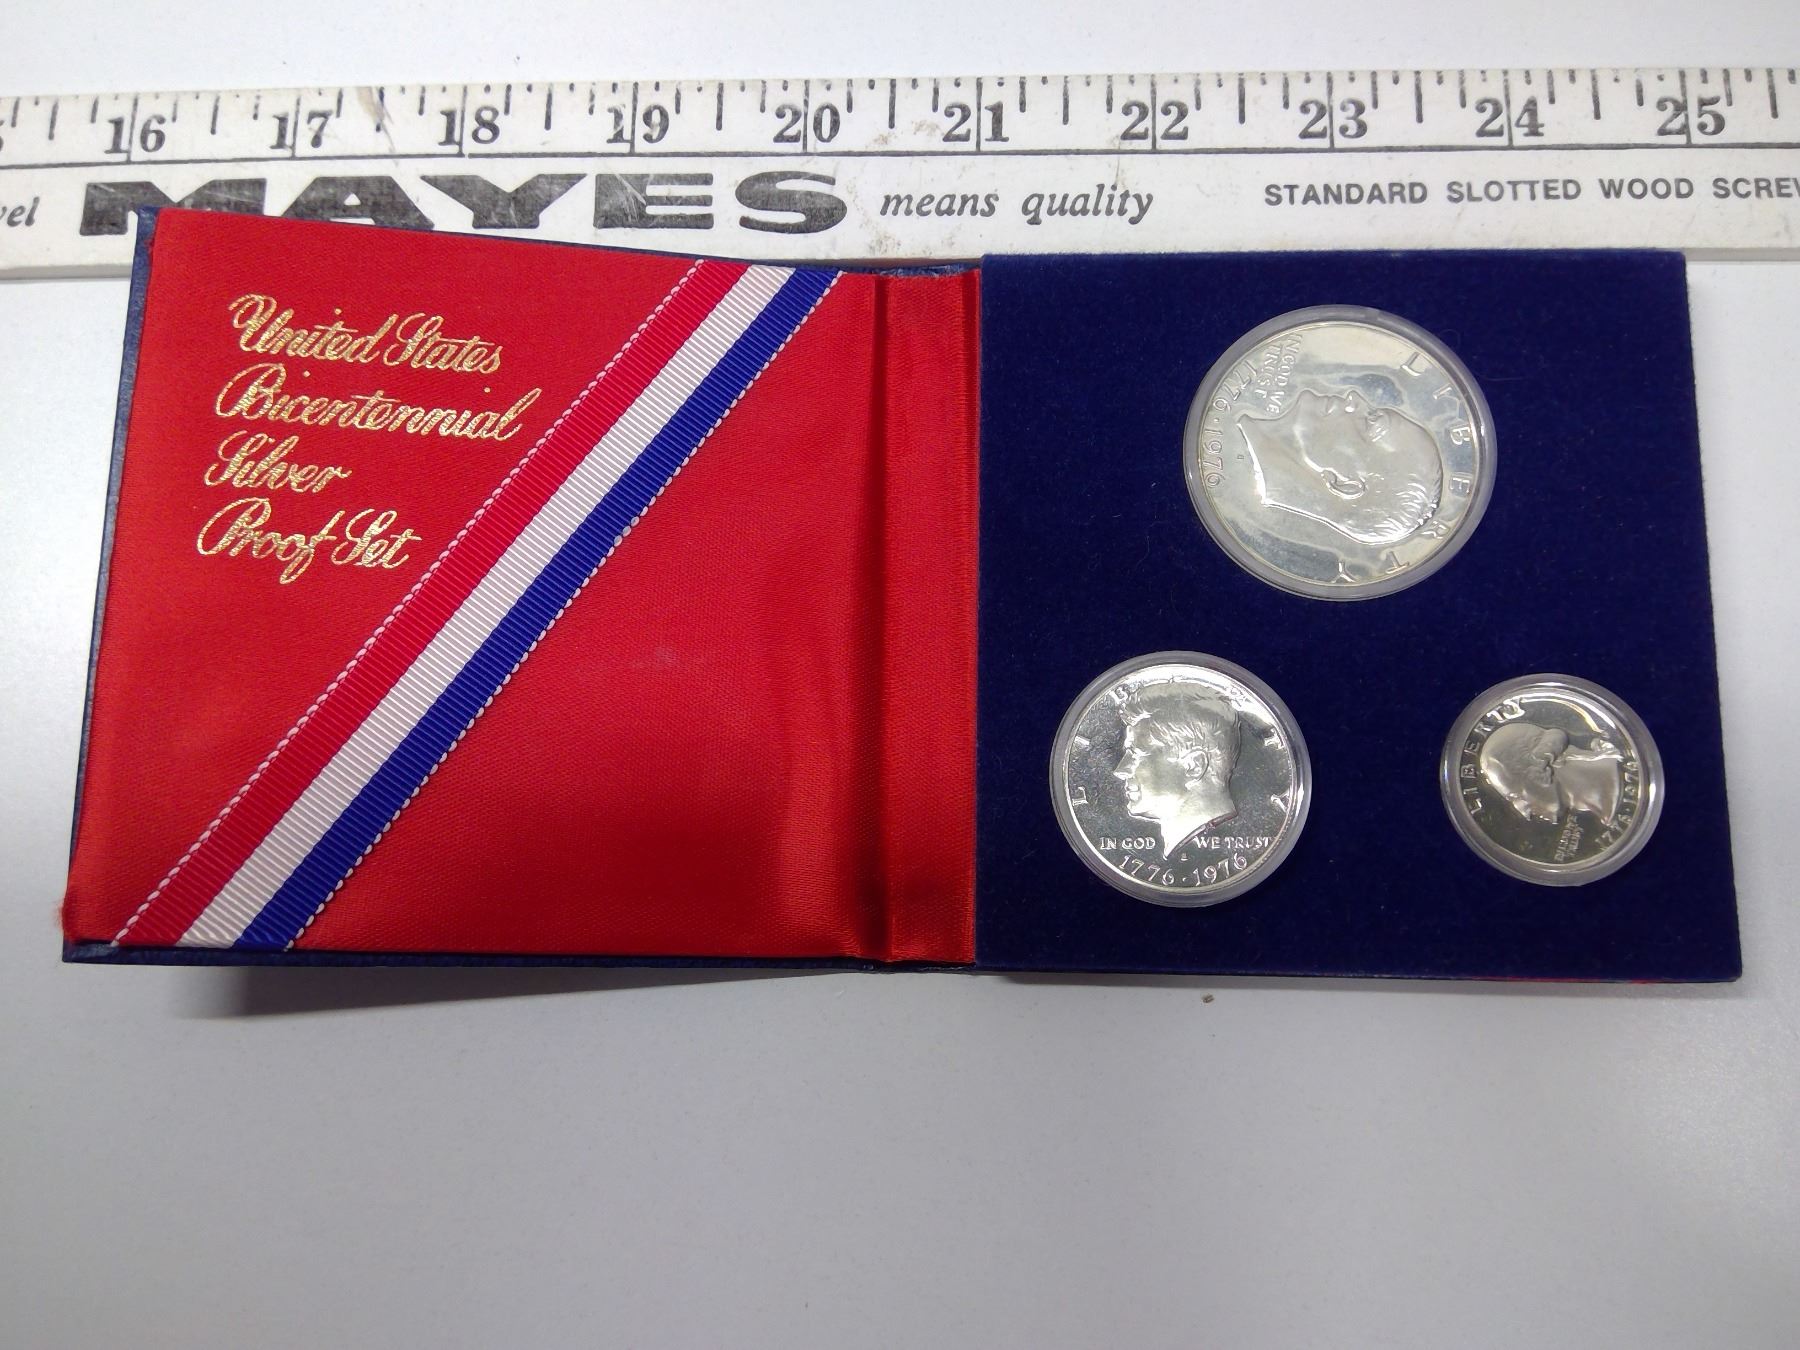 16 17 18 19 20 21 22 23 24 25
vel MAYES means quality STANDARD SLOTTED WOOD SCREW
United States
Bicentennial
Silver
Proof Set
LIBERTY
IN GOD WE
TRUST
1776·1976
LIBERTY
IN GOD WE TRUST
1776·1976
LIBERTY
1776·1976